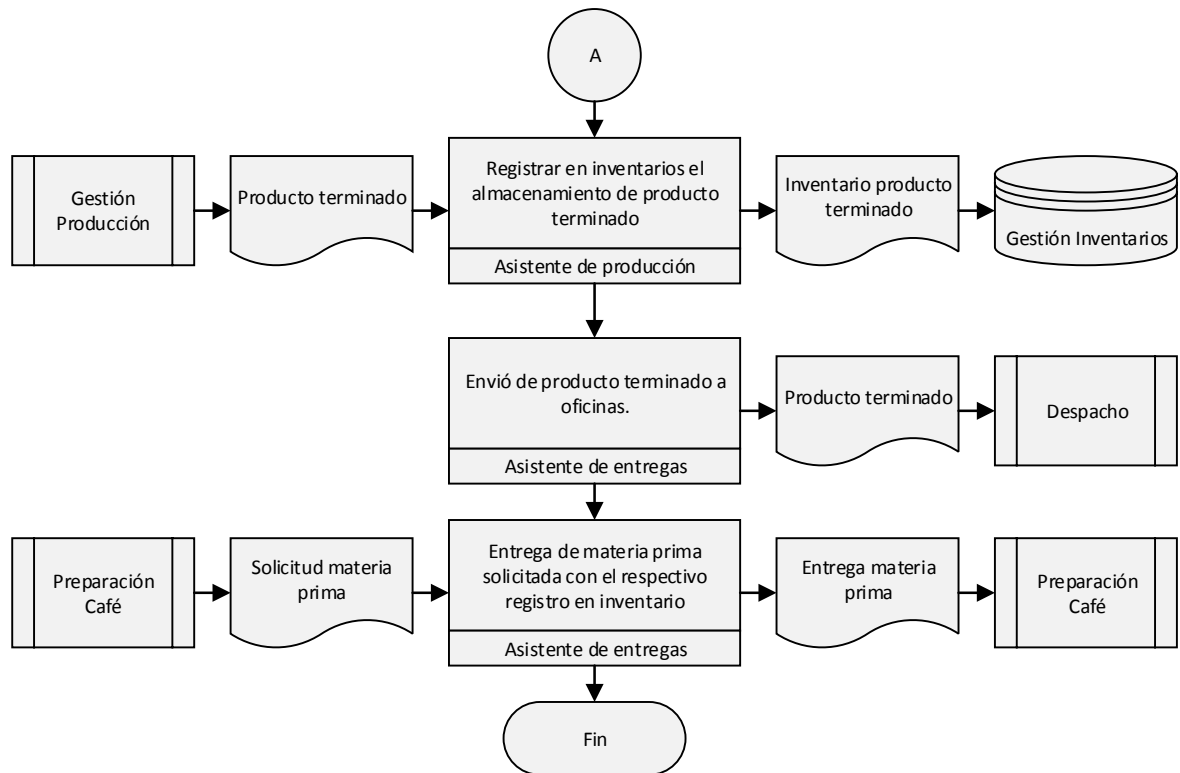 A
Gestión
Producción
Producto terminado
Registrar en inventarios el
almacenamiento de producto
terminado
Asistente de producción
Inventario producto
terminado
Gestión Inventarios
Envió de producto terminado a
oficinas.
Asistente de entregas
Producto terminado
Despacho
Preparación
Café
Solicitud materia
prima
Entrega de materia prima
solicitada con el respectivo
registro en inventario
Asistente de entregas
Entrega materia
prima
Preparación
Café
Fin